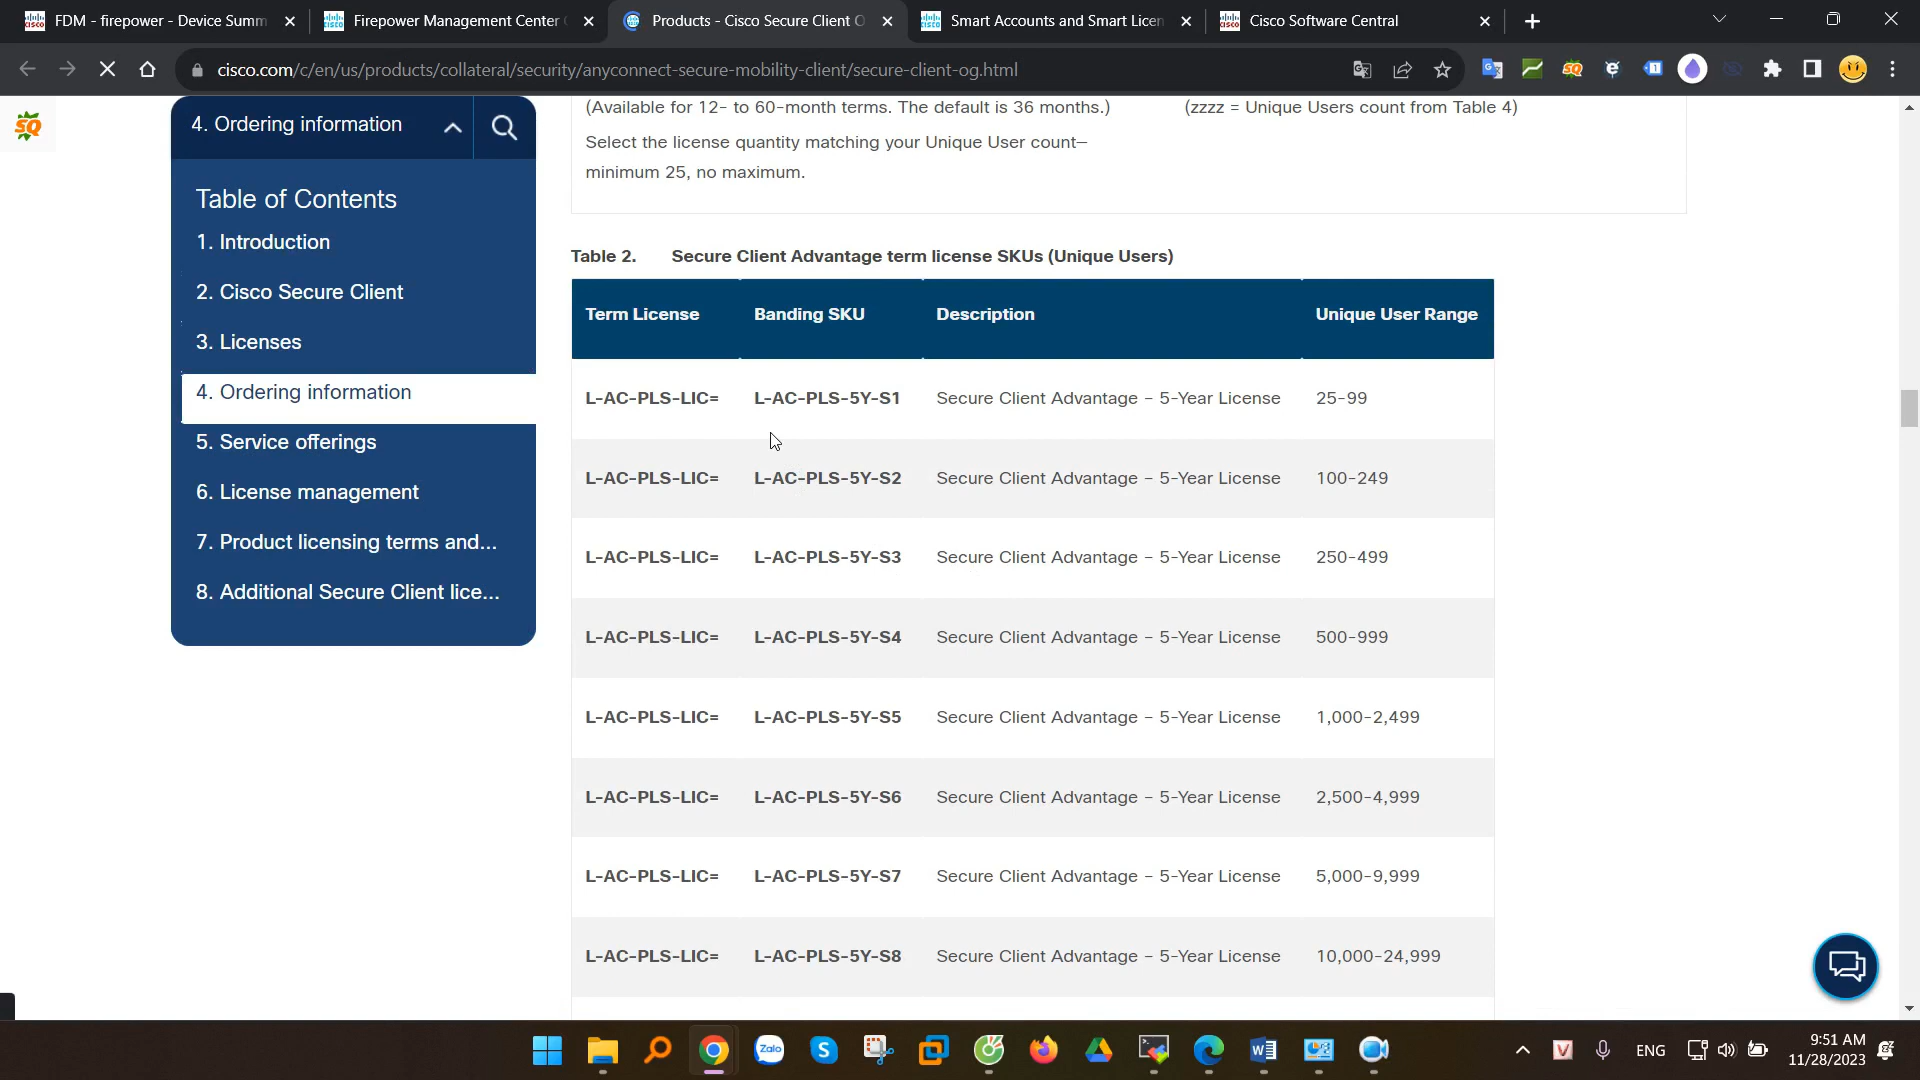 FDM - firepower - Device Summ
Firepower Management Center
Products - Cisco Secure Client O
Smart Accounts and Smart Licen
Cisco Software Central
cisco.com/c/en/us/products/collateral/security/anyconnect-secure-mobility-client/secure-client-og.html
SQ
4. Ordering information
Table of Contents
1. Introduction
2. Cisco Secure Client
3. Licenses
4. Ordering information
5. Service offerings
6. License management
7. Product licensing terms and...
8. Additional Secure Client lice...
(Available for 12- to 60-month terms. The default is 36 months.)
(zzzz = Unique Users count from Table 4)
Select the license quantity matching your Unique User count—
minimum 25, no maximum.
Table 2. Secure Client Advantage term license SKUs (Unique Users)
Term License Banding SKU Description Unique User Range
L-AC-PLS-LIC= L-AC-PLS-5Y-S1 Secure Client Advantage – 5-Year License 25-99
L-AC-PLS-LIC= L-AC-PLS-5Y-S2 Secure Client Advantage – 5-Year License 100-249
L-AC-PLS-LIC= L-AC-PLS-5Y-S3 Secure Client Advantage – 5-Year License 250-499
L-AC-PLS-LIC= L-AC-PLS-5Y-S4 Secure Client Advantage – 5-Year License 500-999
L-AC-PLS-LIC= L-AC-PLS-5Y-S5 Secure Client Advantage – 5-Year License 1,000-2,499
L-AC-PLS-LIC= L-AC-PLS-5Y-S6 Secure Client Advantage – 5-Year License 2,500-4,999
L-AC-PLS-LIC= L-AC-PLS-5Y-S7 Secure Client Advantage – 5-Year License 5,000-9,999
L-AC-PLS-LIC= L-AC-PLS-5Y-S8 Secure Client Advantage – 5-Year License 10,000-24,999
Zalo
ENG
9:51 AM
11/28/2023